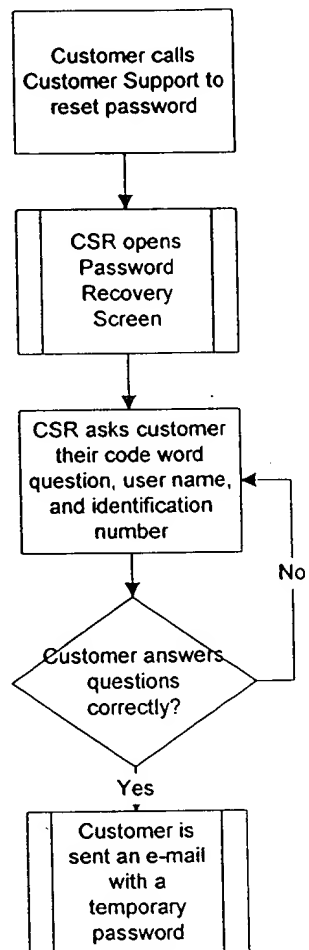 Customer calls
Customer Support to
reset password
CSR opens
Password
Recovery
Screen
CSR asks customer
their code word
question, user name,
and identification
number
No
Customer answers
questions
correctly?
Yes
Customer is
sent an e-mail
with a
temporary
password